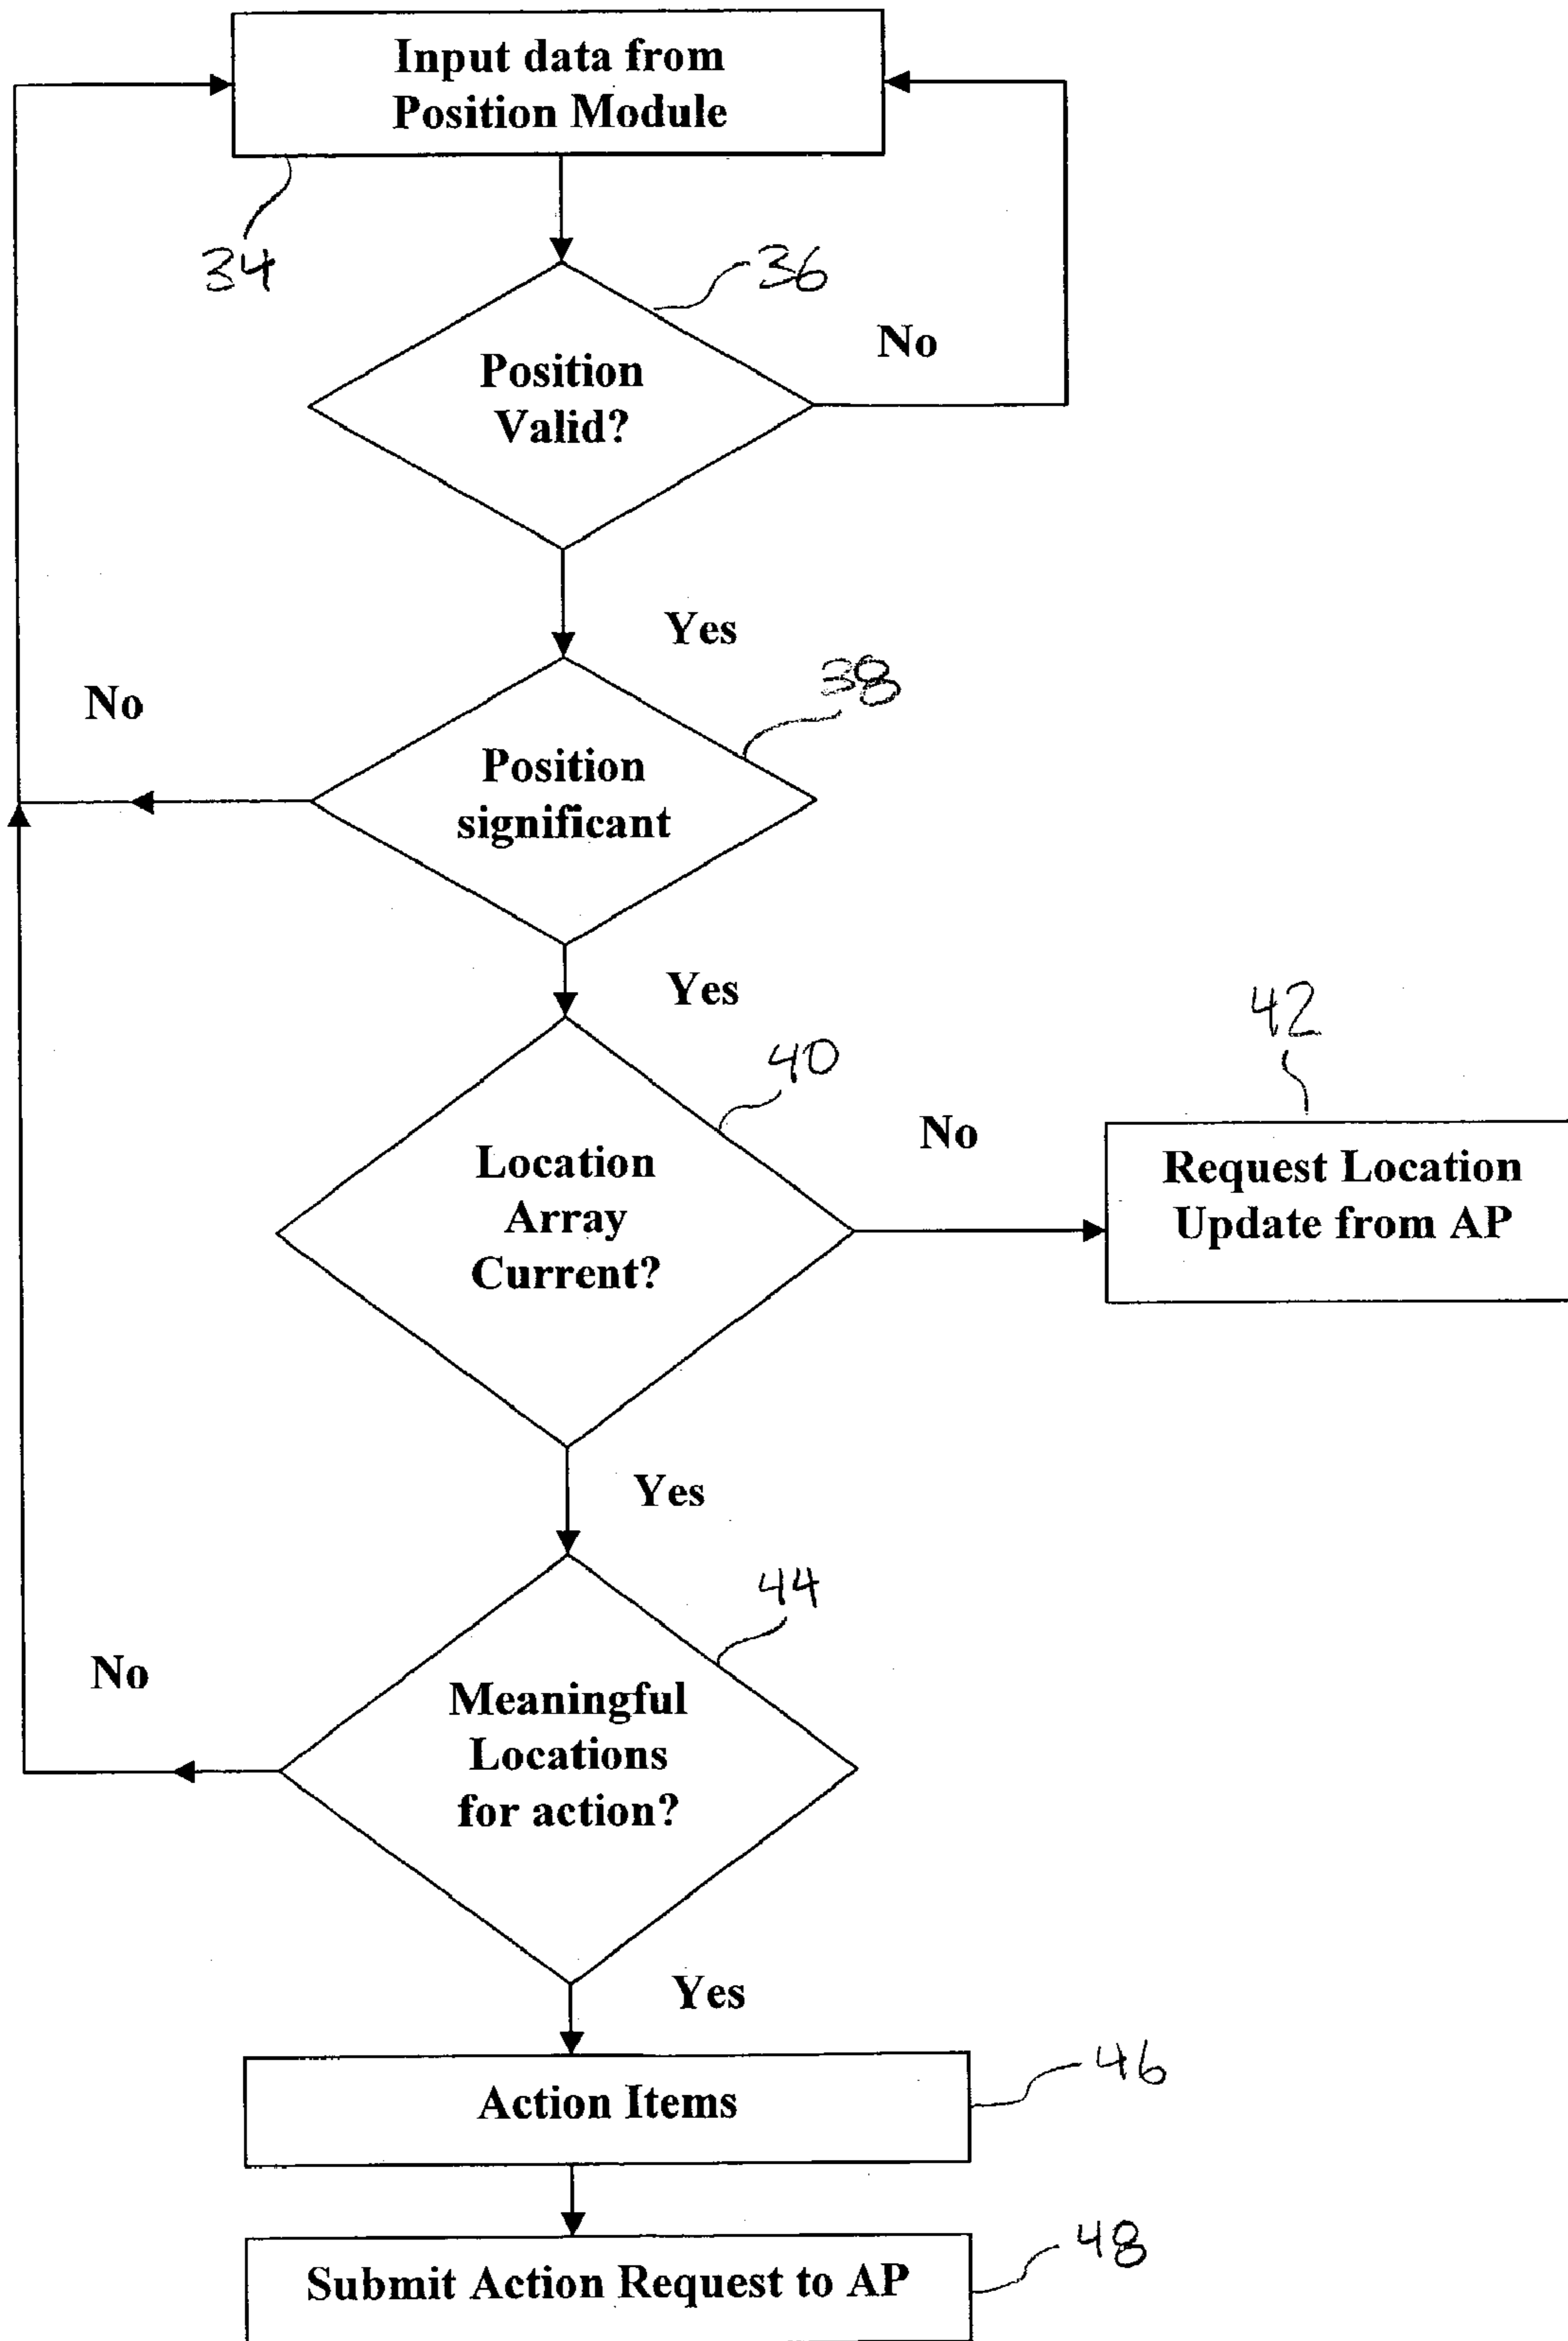 Input data from
Position Module
34
36
No
Position
Valid?
Yes
38
No
Position
significant
Yes
42
40
No
Location
Array
Current?
Request Location
Update from AP
Yes
44
No
Meaningful
Locations
for action?
Yes
46
Action Items
48
Submit Action Request to AP